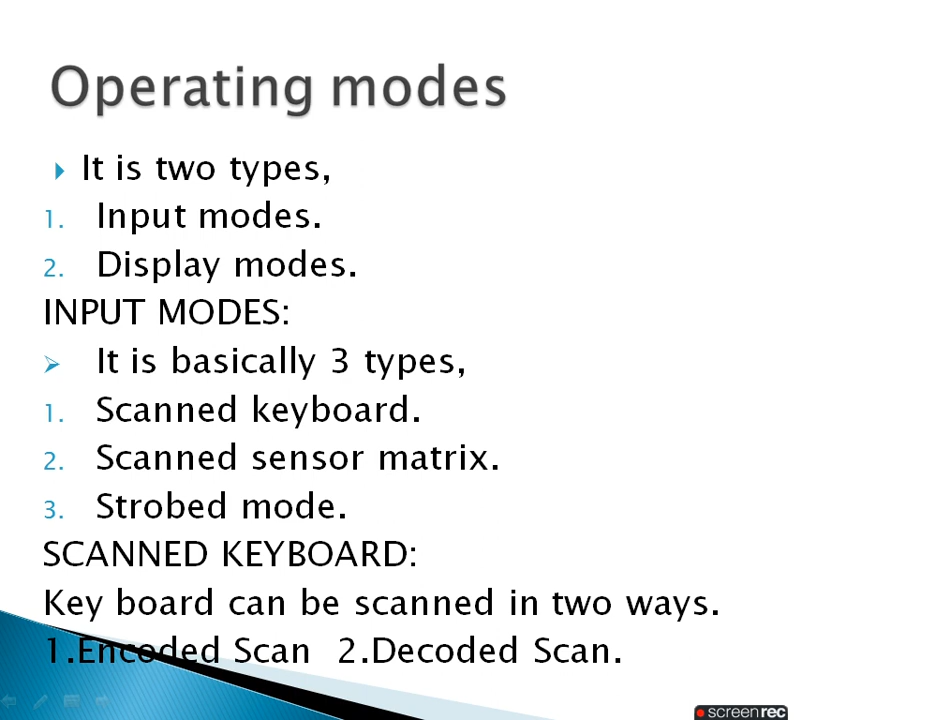 Operating modes
It is two types,
1. Input modes.
2. Display modes.
INPUT MODES:
It is basically 3 types,
1. Scanned keyboard.
2. Scanned sensor matrix.
3. Strobed mode.
SCANNED KEYBOARD:
Key board can be scanned in two ways.
1.Encoded Scan 2.Decoded Scan.
screenrec